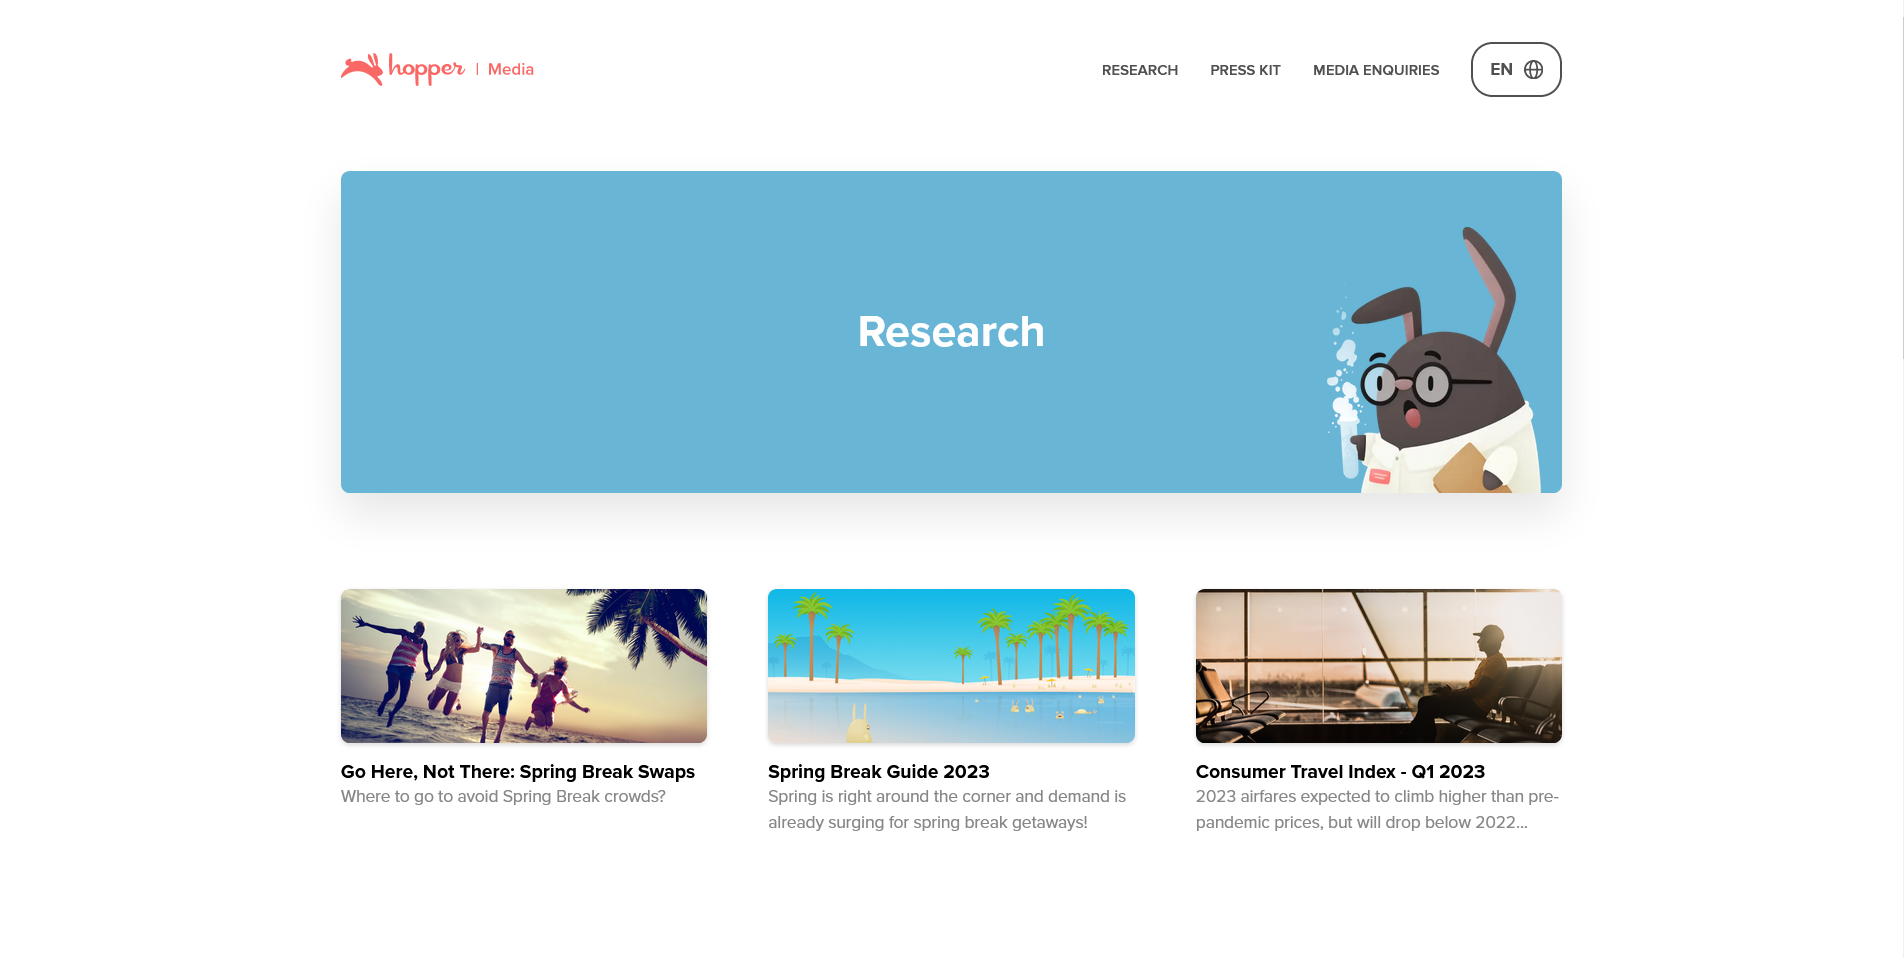 hopper | Media
RESEARCH
PRESS KIT
MEDIA ENQUIRIES
EN
Research
Go Here, Not There: Spring Break Swaps
Where to go to avoid Spring Break crowds?
Spring Break Guide 2023
Spring is right around the corner and demand is
already surging for spring break getaways!
Consumer Travel Index - Q1 2023
2023 airfares expected to climb higher than pre-
pandemic prices, but will drop below 2022...